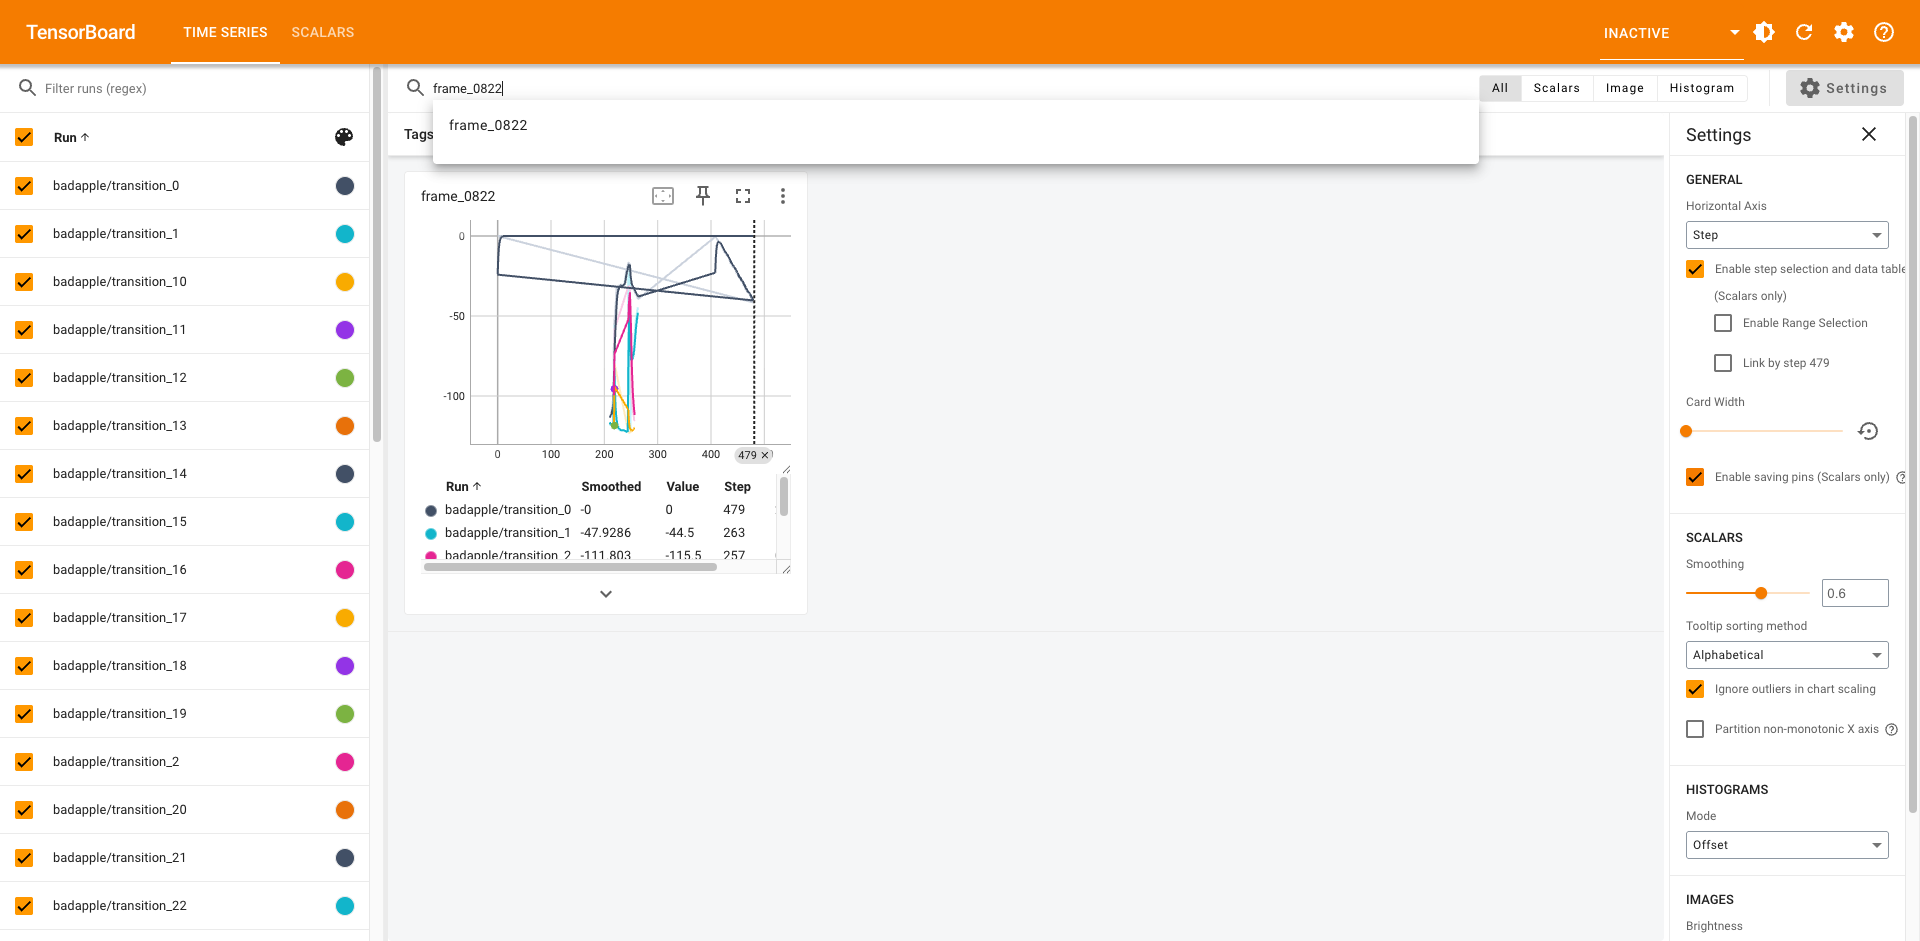 TensorBoard
TIME SERIES
SCALARS
INACTIVE
Filter runs (regex)
frame_0822
All
Scalars
Image
Histogram
Settings
frame_0822
Tags
Run
badapple/transition_0
badapple/transition_1
badapple/transition_10
badapple/transition_11
badapple/transition_12
badapple/transition_13
badapple/transition_14
badapple/transition_15
badapple/transition_16
badapple/transition_17
badapple/transition_18
badapple/transition_19
badapple/transition_2
badapple/transition_20
badapple/transition_21
badapple/transition_22
frame_0822
0
-50
-100
0 100 200 300 400 479
Run Smoothed Value Step
badapple/transition_0 -0 0 479
badapple/transition_1 -47.9286 -44.5 263
badapple/transition_2 -111.803 -115.5 257
Settings
GENERAL
Horizontal Axis
Step
Enable step selection and data table
(Scalars only)
Enable Range Selection
Link by step 479
Card Width
Enable saving pins (Scalars only)
SCALARS
Smoothing
0.6
Tooltip sorting method
Alphabetical
Ignore outliers in chart scaling
Partition non-monotonic X axis
HISTOGRAMS
Mode
Offset
IMAGES
Brightness